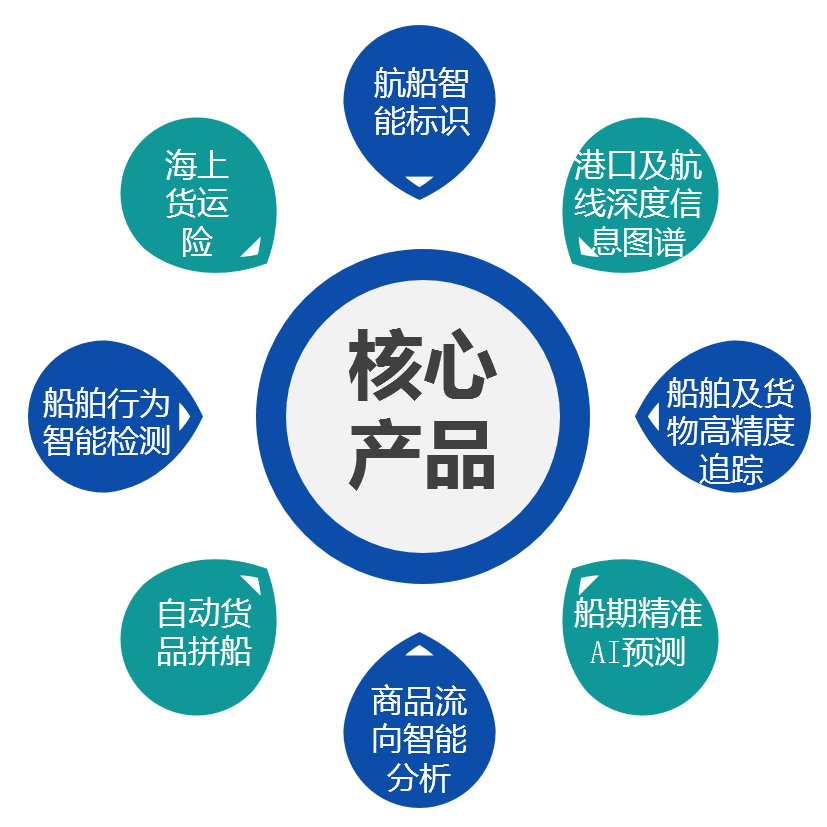 航船智
能标识
港口及航
线深度信
息图谱
船舶及货
物高精度
追踪
船期精准
AI预测
商品流
向智能
分析
自动货
品拼船
船舶行为
智能检测
海上
货运
险
核心
产品